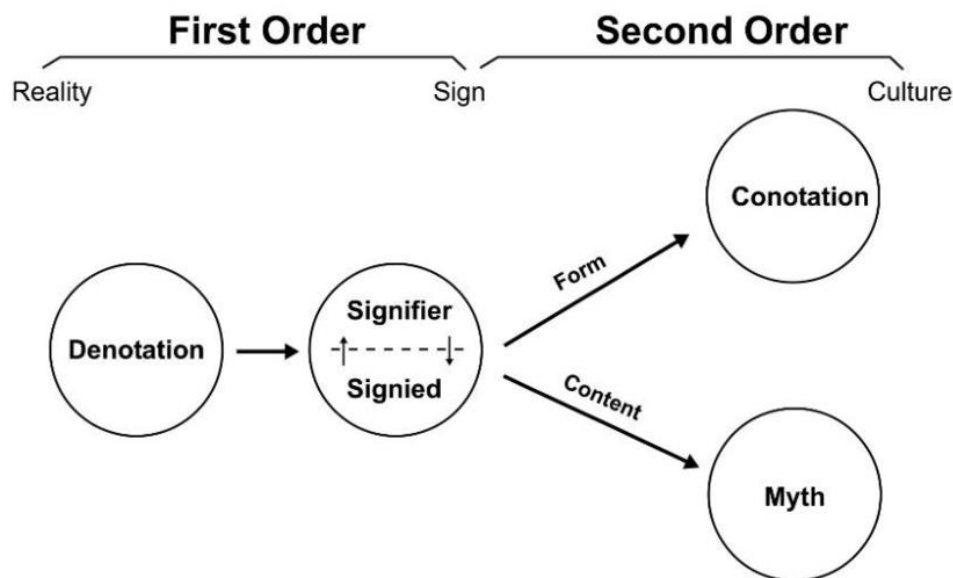 First Order
Second Order
Reality
Sign
Culture
Conotation
Form
Denotation
Signifier
Signied
Content
Myth